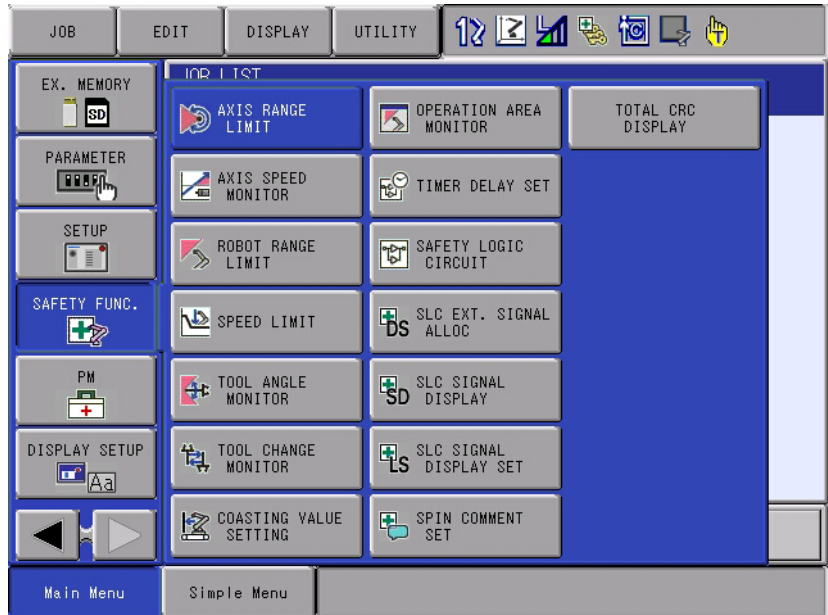 JOB
EDIT
DISPLAY
UTILITY
EX. MEMORY
SD
PARAMETER
SETUP
SAFETY FUNC.
PM
DISPLAY SETUP
Aa
JOB LIST
AXIS RANGE
LIMIT
AXIS SPEED
MONITOR
ROBOT RANGE
LIMIT
SPEED LIMIT
TOOL ANGLE
MONITOR
TOOL CHANGE
MONITOR
COASTING VALUE
SETTING
OPERATION AREA
MONITOR
TIMER DELAY SET
SAFETY LOGIC
CIRCUIT
DS
SLC EXT. SIGNAL
ALLOC
SD
SLC SIGNAL
DISPLAY
LS
SLC SIGNAL
DISPLAY SET
SPIN COMMENT
SET
TOTAL CRC
DISPLAY
Main Menu
Simple Menu